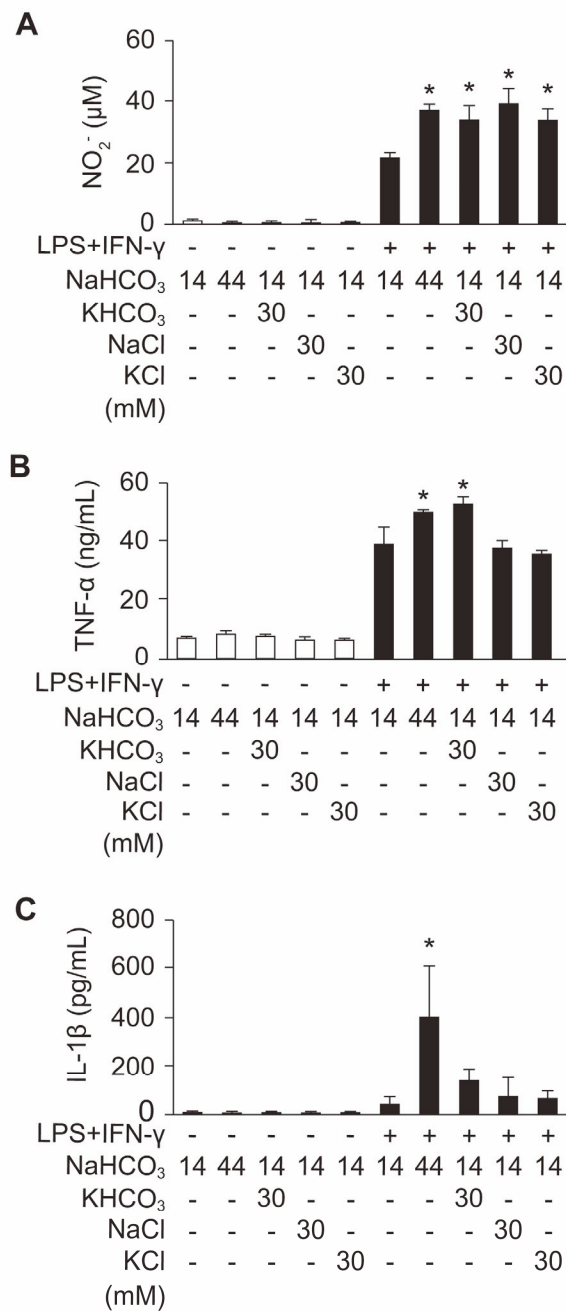 A
NO₂⁻ (µM)
60
40
20
0
* * * *
LPS+IFN-γ - - - - - + + + + +
NaHCO₃ 14 44 14 14 14 14 44 14 14 14
KHCO₃ - - 30 - - - - 30 - -
NaCl - - - 30 - - - - 30 -
KCl - - - - 30 - - - - 30
(mM)
B
TNF-α (ng/mL)
60
40
20
0
* *
LPS+IFN-γ - - - - - + + + + +
NaHCO₃ 14 44 14 14 14 14 44 14 14 14
KHCO₃ - - 30 - - - - 30 - -
NaCl - - - 30 - - - - 30 -
KCl - - - - 30 - - - - 30
(mM)
C
IL-1β (pg/mL)
800
600
400
200
0
*
LPS+IFN-γ - - - - - + + + + +
NaHCO₃ 14 44 14 14 14 14 44 14 14 14
KHCO₃ - - 30 - - - - 30 - -
NaCl - - - 30 - - - - 30 -
KCl - - - - 30 - - - - 30
(mM)